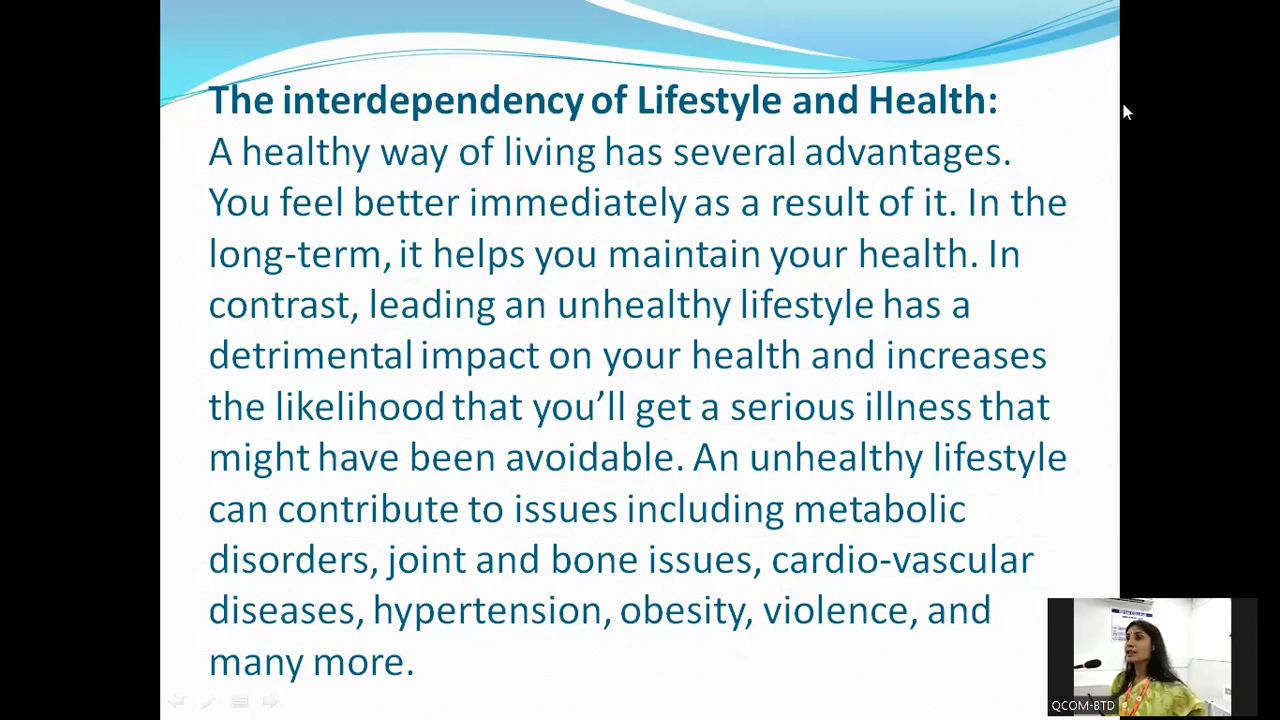 The interdependency of Lifestyle and Health:
A healthy way of living has several advantages.
You feel better immediately as a result of it. In the
long-term, it helps you maintain your health. In
contrast, leading an unhealthy lifestyle has a
detrimental impact on your health and increases
the likelihood that you’ll get a serious illness that
might have been avoidable. An unhealthy lifestyle
can contribute to issues including metabolic
disorders, joint and bone issues, cardio-vascular
diseases, hypertension, obesity, violence, and
many more.
QCOM-BTD